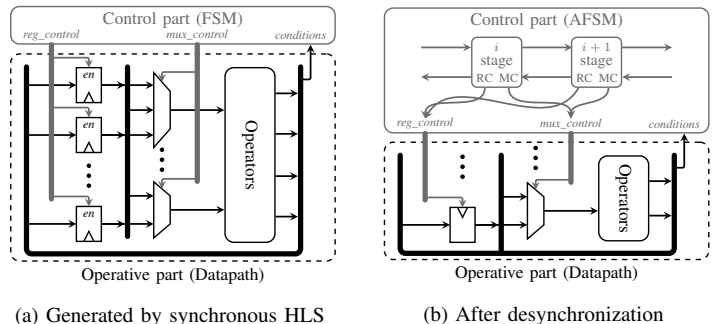 Control part (FSM)
reg_control
mux_control
conditions
en
en
en
Operators
Operative part (Datapath)
(a) Generated by synchronous HLS
Control part (AFSM)
i
stage
RC MC
i + 1
stage
RC MC
reg_control
mux_control
conditions
Operators
Operative part (Datapath)
(b) After desynchronization